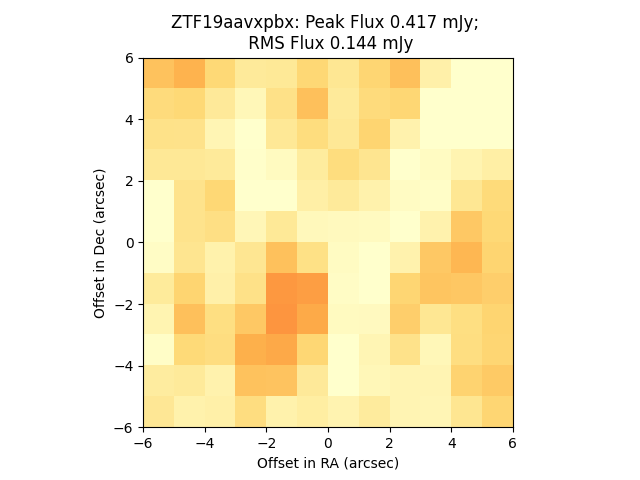 ZTF19aavxpbx: Peak Flux 0.417 mJy;
RMS Flux 0.144 mJy
6
4
2
0
−2
−4
−6
Offset in Dec (arcsec)
−6 −4 −2 0 2 4 6
Offset in RA (arcsec)